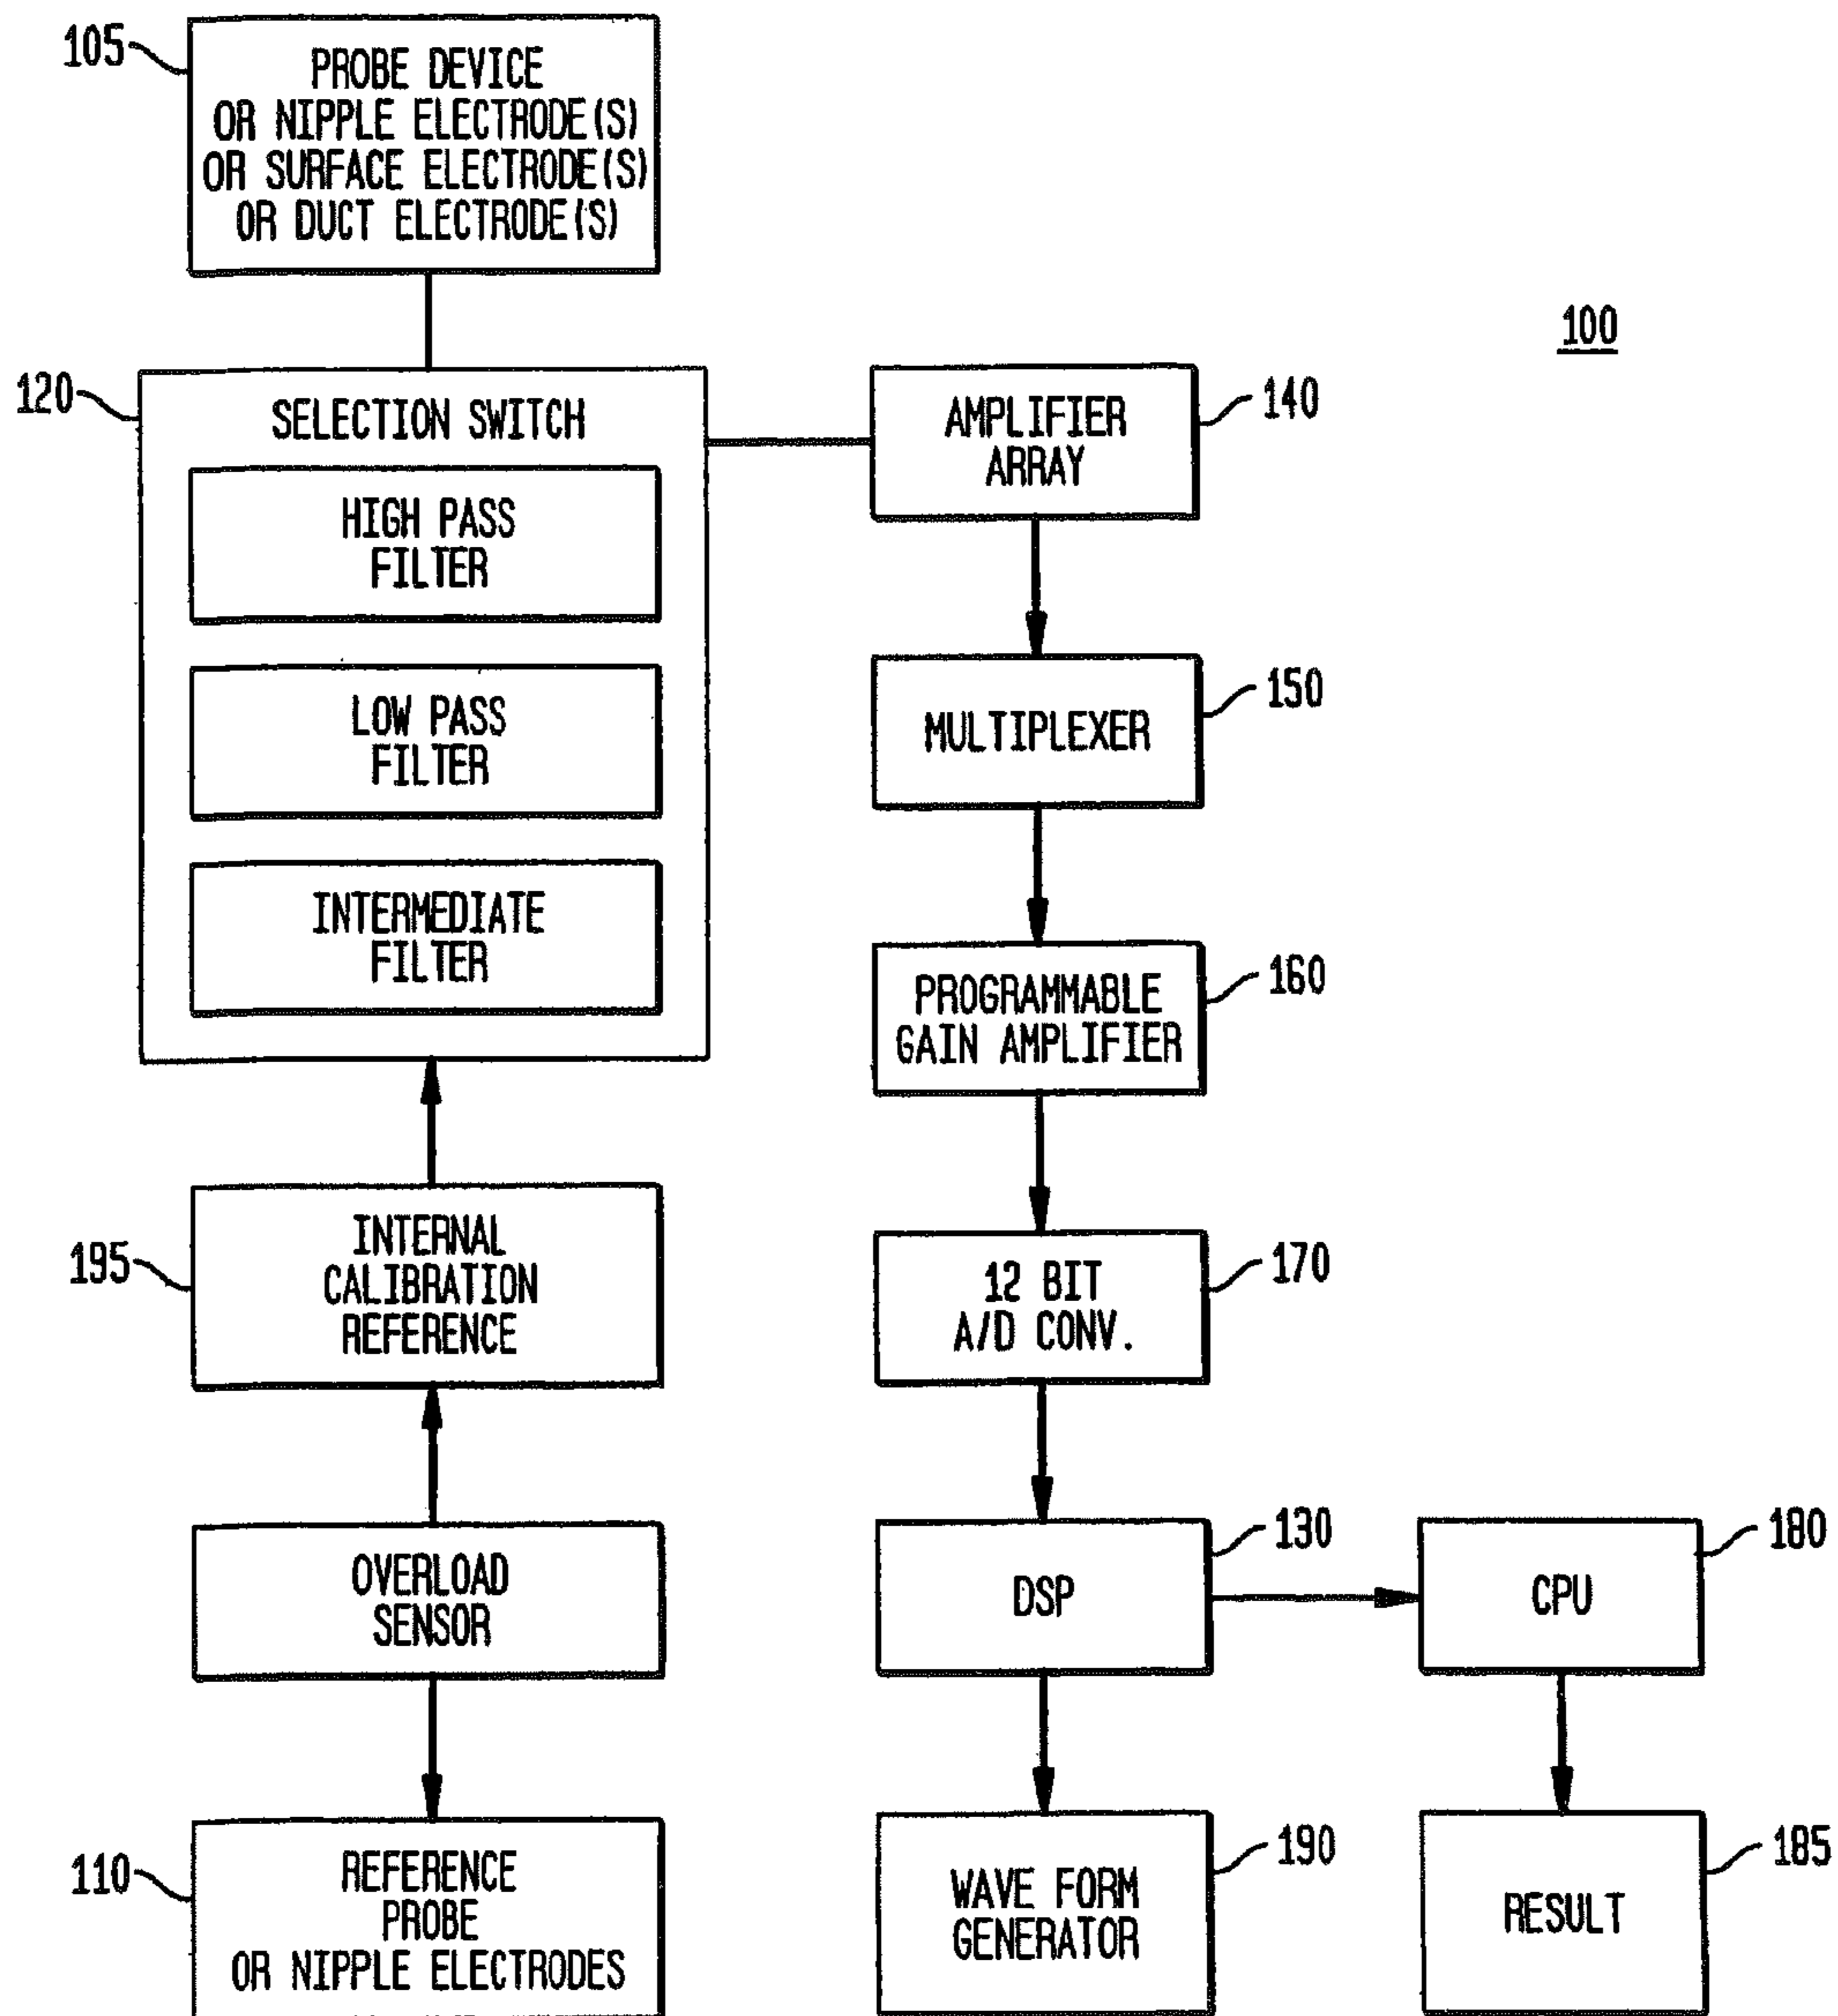 105
PROBE DEVICE
OR NIPPLE ELECTRODE(S)
OR SURFACE ELECTRODE(S)
OR DUCT ELECTRODE(S)
100
120
SELECTION SWITCH
HIGH PASS
FILTER
LOW PASS
FILTER
INTERMEDIATE
FILTER
AMPLIFIER
ARRAY
140
MULTIPLEXER
150
PROGRAMMABLE
GAIN AMPLIFIER
160
195
INTERNAL
CALIBRATION
REFERENCE
12 BIT
A/D CONV.
170
OVERLOAD
SENSOR
DSP
130
CPU
180
110
REFERENCE
PROBE
OR NIPPLE ELECTRODES
WAVE FORM
GENERATOR
190
RESULT
185